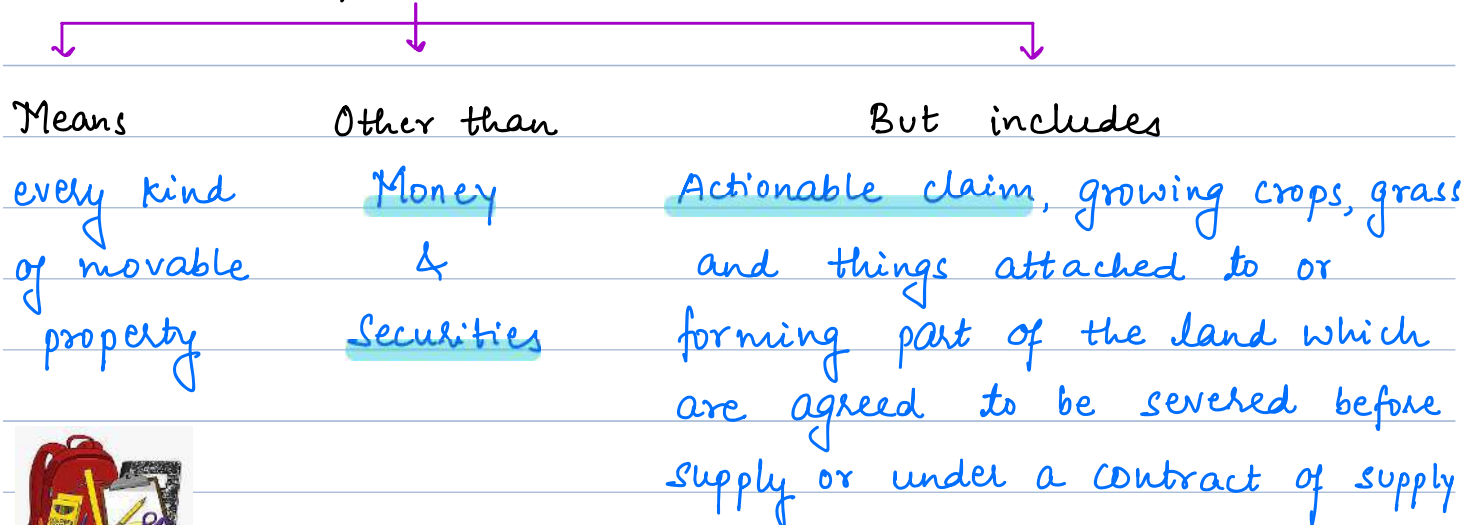 Means
every kind
of movable
property
Other than
Money
&
Securities
But includes
Actionable claim, growing crops, grass
and things attached to or
forming part of the land which
are agreed to be severed before
supply or under a contract of supply